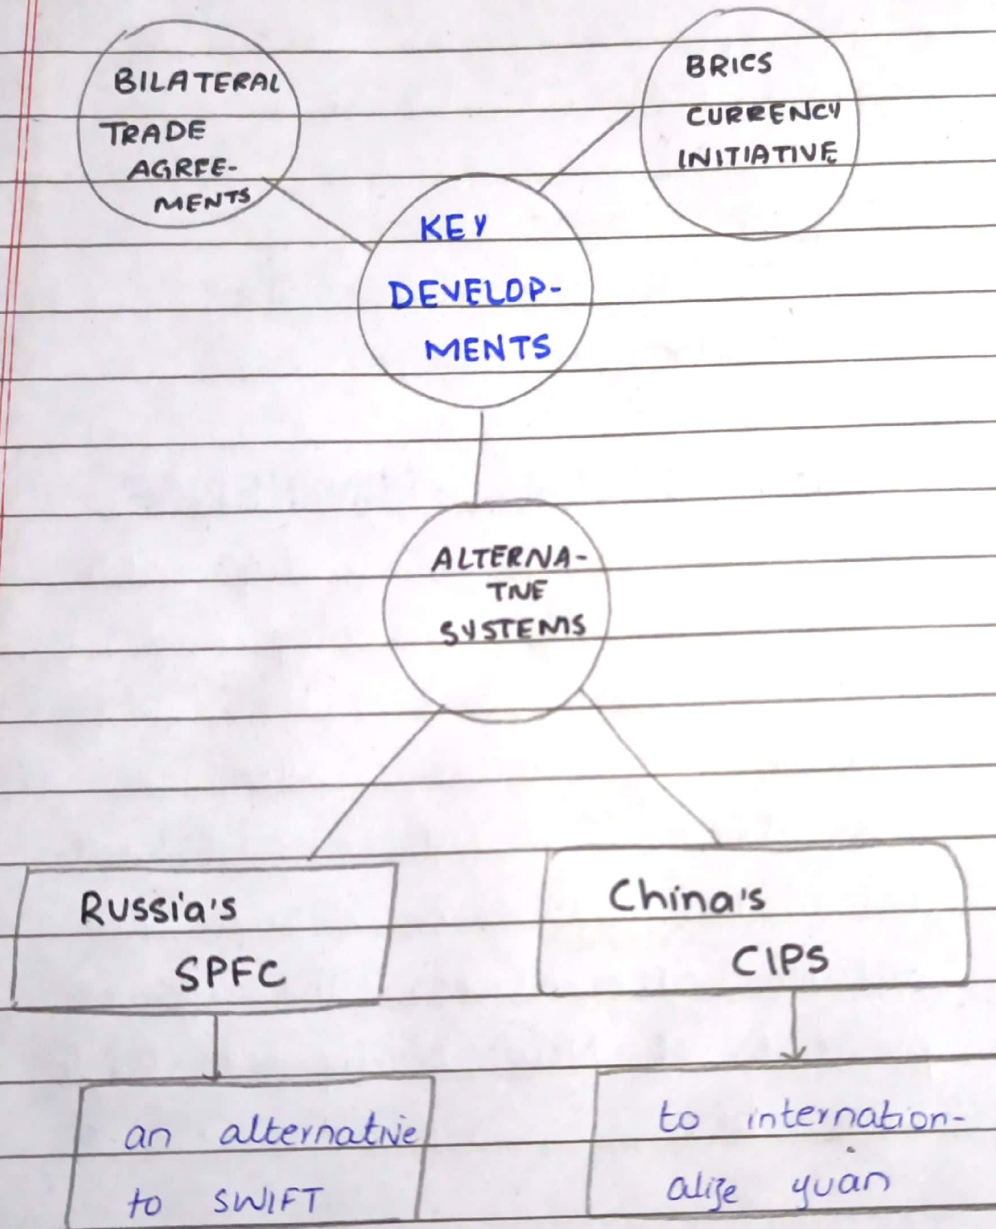 BILATERAL
TRADE
AGREE-
MENTS
BRICS
CURRENCY
INITIATIVE
KEY
DEVELOP-
MENTS
ALTERNA-
TIVE
SYSTEMS
Russia's
SPFC
China's
CIPS
an alternative
to SWIFT
to internation-
alize yuan